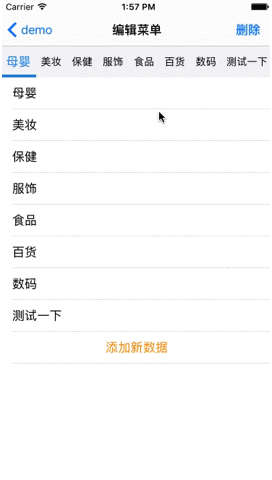 Carrier 1:57 PM
demo 编辑菜单 删除
母婴 美妆 保健 服饰 食品 百货 数码 测试一下
母婴
美妆
保健
服饰
食品
百货
数码
测试一下
添加新数据